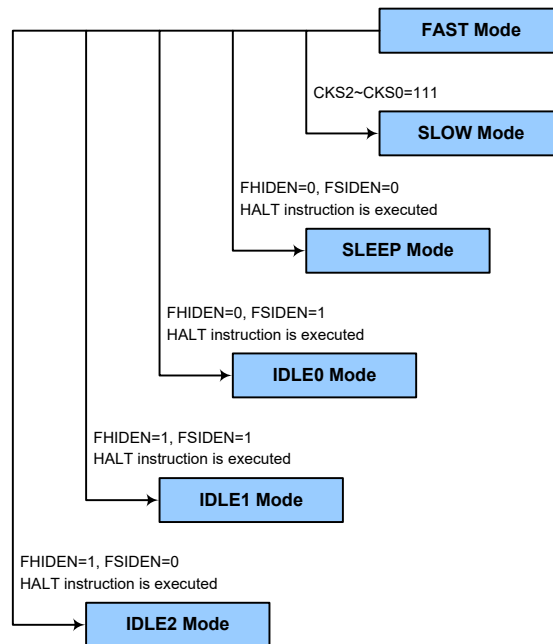 FAST Mode
CKS2~CKS0=111
SLOW Mode
FHIDEN=0, FSIDEN=0
HALT instruction is executed
SLEEP Mode
FHIDEN=0, FSIDEN=1
HALT instruction is executed
IDLE0 Mode
FHIDEN=1, FSIDEN=1
HALT instruction is executed
IDLE1 Mode
FHIDEN=1, FSIDEN=0
HALT instruction is executed
IDLE2 Mode